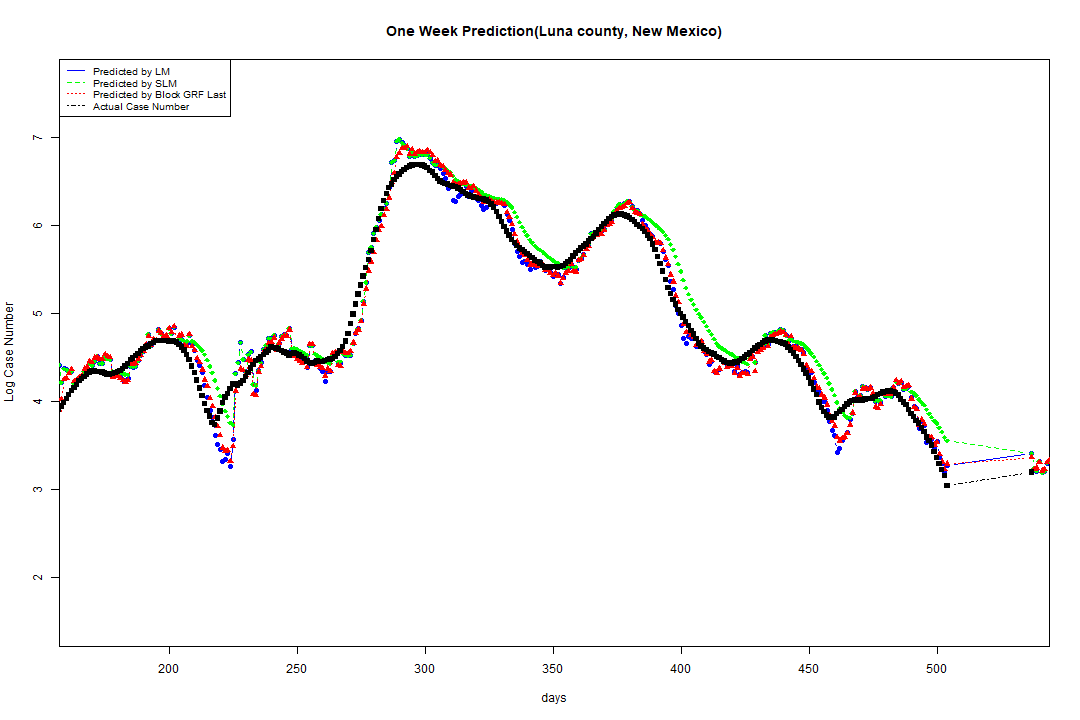 One Week Prediction(Luna county, New Mexico)
Predicted by LM
Predicted by SLM
Predicted by Block GRF Last
Actual Case Number
7
6
5
4
3
2
Log Case Number
200 250 300 350 400 450 500
days